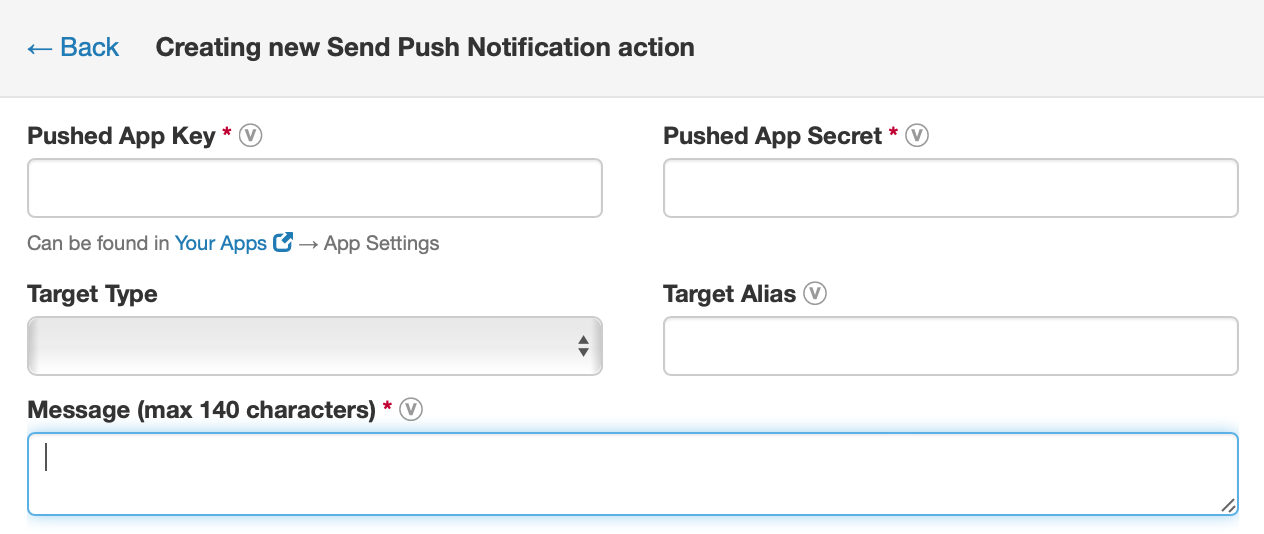 ← Back Creating new Send Push Notification action
Pushed App Key * V Pushed App Secret * V
Can be found in Your Apps → App Settings
Target Type Target Alias V
Message (max 140 characters) * V